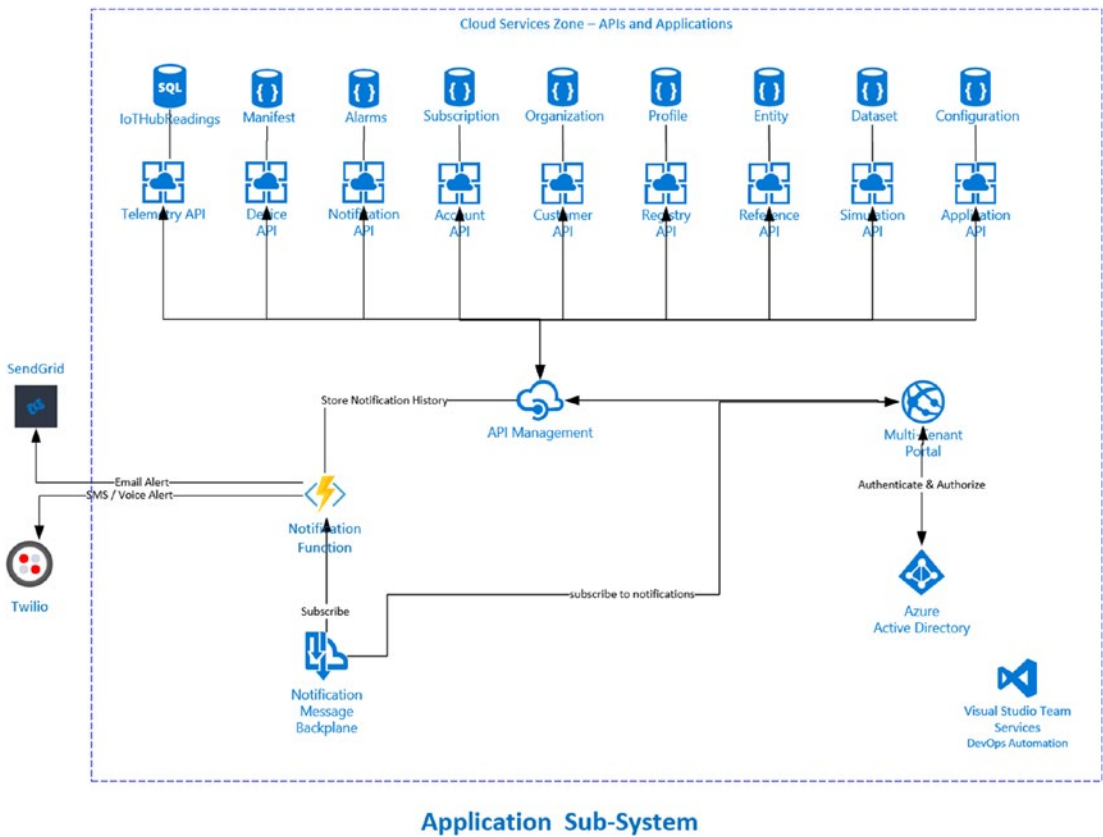 Cloud Services Zone – APIs and Applications
SQL
IoTHubReadings
Manifest
Alarms
Subscription
Organization
Profile
Entity
Dataset
Configuration
Telemetry API
Device
API
Notification
API
Account
API
Customer
API
Registry
API
Reference
API
Simulation
API
Application
API
SendGrid
Store Notification History
API Management
Multi-Tenant
Portal
Email Alert
SMS / Voice Alert
Authenticate & Authorize
Notification
Function
Twilio
Subscribe
subscribe to notifications
Azure
Active Directory
Notification
Message
Backplane
Visual Studio Team
Services
DevOps Automation
Application Sub-System